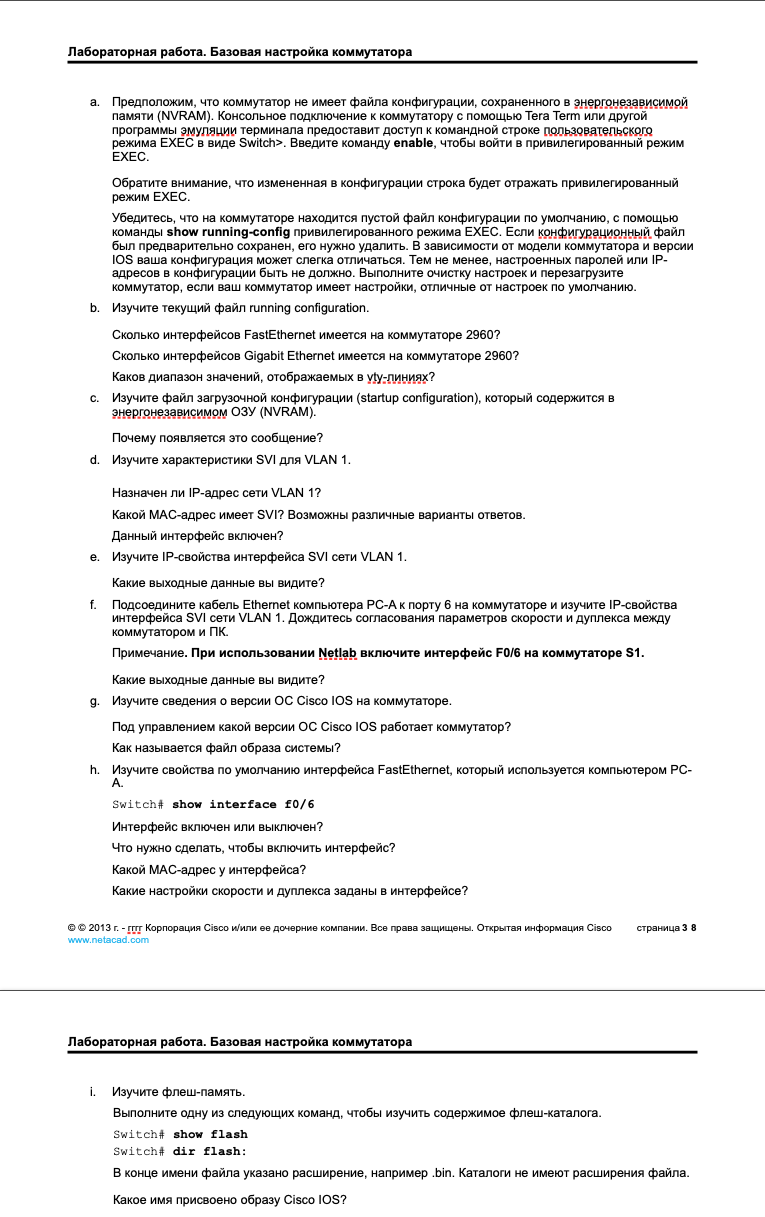 Лабораторная работа. Базовая настройка коммутатора
a. Предположим, что коммутатор не имеет файла конфигурации, сохраненного в энергонезависимой
памяти (NVRAM). Консольное подключение к коммутатору с помощью Tera Term или другой
программы эмуляции терминала предоставит доступ к командной строке пользовательского
режима EXEC в виде Switch>. Введите команду enable, чтобы войти в привилегированный режим
EXEC.
Обратите внимание, что измененная в конфигурации строка будет отражать привилегированный
режим EXEC.
Убедитесь, что на коммутаторе находится пустой файл конфигурации по умолчанию, с помощью
команды show running-config привилегированного режима EXEC. Если конфигурационный файл
был предварительно сохранен, его нужно удалить. В зависимости от модели коммутатора и версии
IOS ваша конфигурация может слегка отличаться. Тем не менее, настроенных паролей или IP-
адресов в конфигурации быть не должно. Выполните очистку настроек и перезагрузите
коммутатор, если ваш коммутатор имеет настройки, отличные от настроек по умолчанию.
b. Изучите текущий файл running configuration.
Сколько интерфейсов FastEthernet имеется на коммутаторе 2960?
Сколько интерфейсов Gigabit Ethernet имеется на коммутаторе 2960?
Каков диапазон значений, отображаемых в vty-линиях?
c. Изучите файл загрузочной конфигурации (startup configuration), который содержится в
энергонезависимом ОЗУ (NVRAM).
Почему появляется это сообщение?
d. Изучите характеристики SVI для VLAN 1.
Назначен ли IP-адрес сети VLAN 1?
Какой MAC-адрес имеет SVI? Возможны различные варианты ответов.
Данный интерфейс включен?
e. Изучите IP-свойства интерфейса SVI сети VLAN 1.
Какие выходные данные вы видите?
f. Подсоедините кабель Ethernet компьютера PC-A к порту 6 на коммутаторе и изучите IP-свойства
интерфейса SVI сети VLAN 1. Дождитесь согласования параметров скорости и дуплекса между
коммутатором и ПК.
Примечание. При использовании Netlab включите интерфейс F0/6 на коммутаторе S1.
Какие выходные данные вы видите?
g. Изучите сведения о версии ОС Cisco IOS на коммутаторе.
Под управлением какой версии ОС Cisco IOS работает коммутатор?
Как называется файл образа системы?
h. Изучите свойства по умолчанию интерфейса FastEthernet, который используется компьютером PC-
A.
Switch# show interface f0/6
Интерфейс включен или выключен?
Что нужно сделать, чтобы включить интерфейс?
Какой MAC-адрес у интерфейса?
Какие настройки скорости и дуплекса заданы в интерфейсе?
© © 2013 г. - гггг Корпорация Cisco и/или ее дочерние компании. Все права защищены. Открытая информация Cisco страница 3 8
www.netacad.com
Лабораторная работа. Базовая настройка коммутатора
i. Изучите флеш-память.
Выполните одну из следующих команд, чтобы изучить содержимое флеш-каталога.
Switch# show flash
Switch# dir flash:
В конце имени файла указано расширение, например .bin. Каталоги не имеют расширения файла.
Какое имя присвоено образу Cisco IOS?